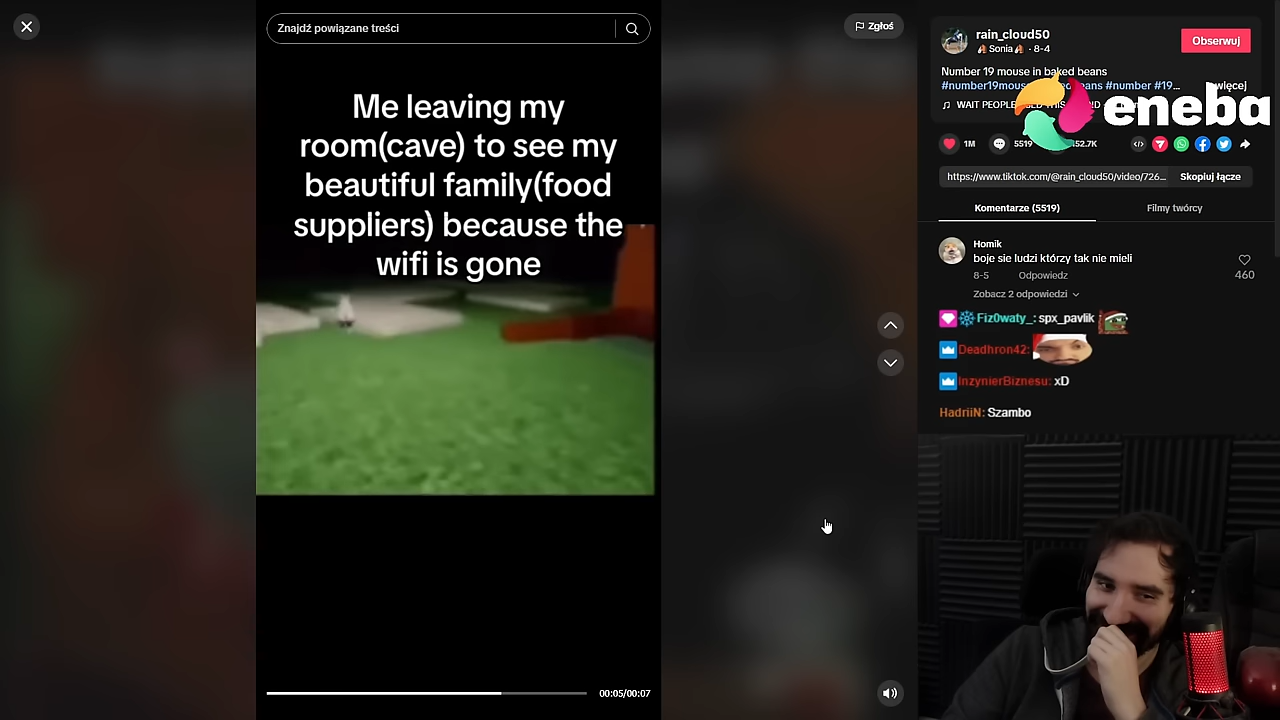 Znajdź powiązane treści
Zgłoś
Me leaving my
room(cave) to see my
beautiful family(food
suppliers) because the
wifi is gone
00:05/00:07
rain_cloud50
Sonia · 8-4
Obserwuj
Number 19 mouse in baked beans
#number19mous eans #number #19... więcej
WAIT PEOPLE
eneba
1M
5519
52.7K
https://www.tiktok.com/@rain_cloud50/video/726...
Skopiuj łącze
Komentarze (5519)
Filmy twórcy
Homik
boje sie ludzi którzy tak nie mieli
8-5 Odpowiedz
460
Zobacz 2 odpowiedzi
Fiz0waty_: spx_pavlik
Deadhron42:
InzynierBiznesu: xD
HadriiN: Szambo